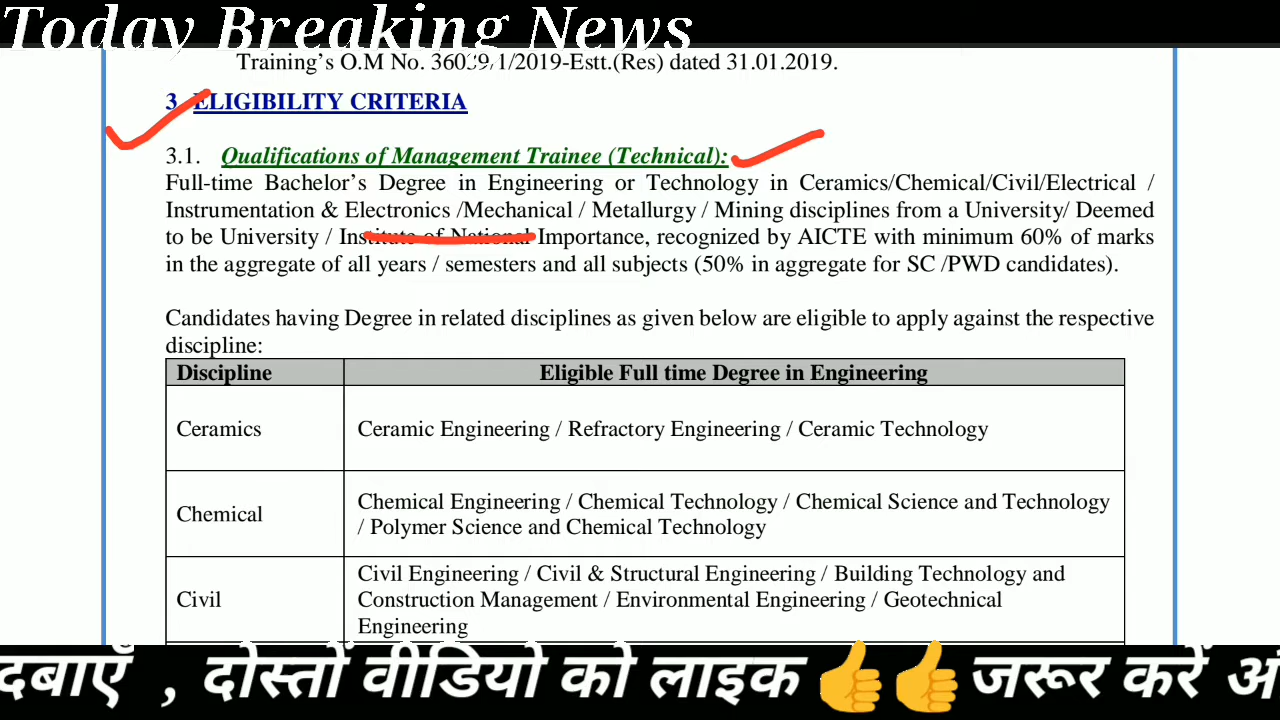 Today Breaking News
Training's O.M No. 36039/1/2019-Estt.(Res) dated 31.01.2019.
3. ELIGIBILITY CRITERIA
3.1. Qualifications of Management Trainee (Technical):
Full-time Bachelor's Degree in Engineering or Technology in Ceramics/Chemical/Civil/Electrical /
Instrumentation & Electronics /Mechanical / Metallurgy / Mining disciplines from a University/ Deemed
to be University / Institute of National Importance, recognized by AICTE with minimum 60% of marks
in the aggregate of all years / semesters and all subjects (50% in aggregate for SC /PWD candidates).
Candidates having Degree in related disciplines as given below are eligible to apply against the respective
discipline:
Discipline Eligible Full time Degree in Engineering
Ceramics Ceramic Engineering / Refractory Engineering / Ceramic Technology
Chemical Chemical Engineering / Chemical Technology / Chemical Science and Technology
/ Polymer Science and Chemical Technology
Civil Civil Engineering / Civil & Structural Engineering / Building Technology and
Construction Management / Environmental Engineering / Geotechnical
Engineering
दबाएँ , दोस्तों वीडियो को लाइक 👍👍 जरूर करें